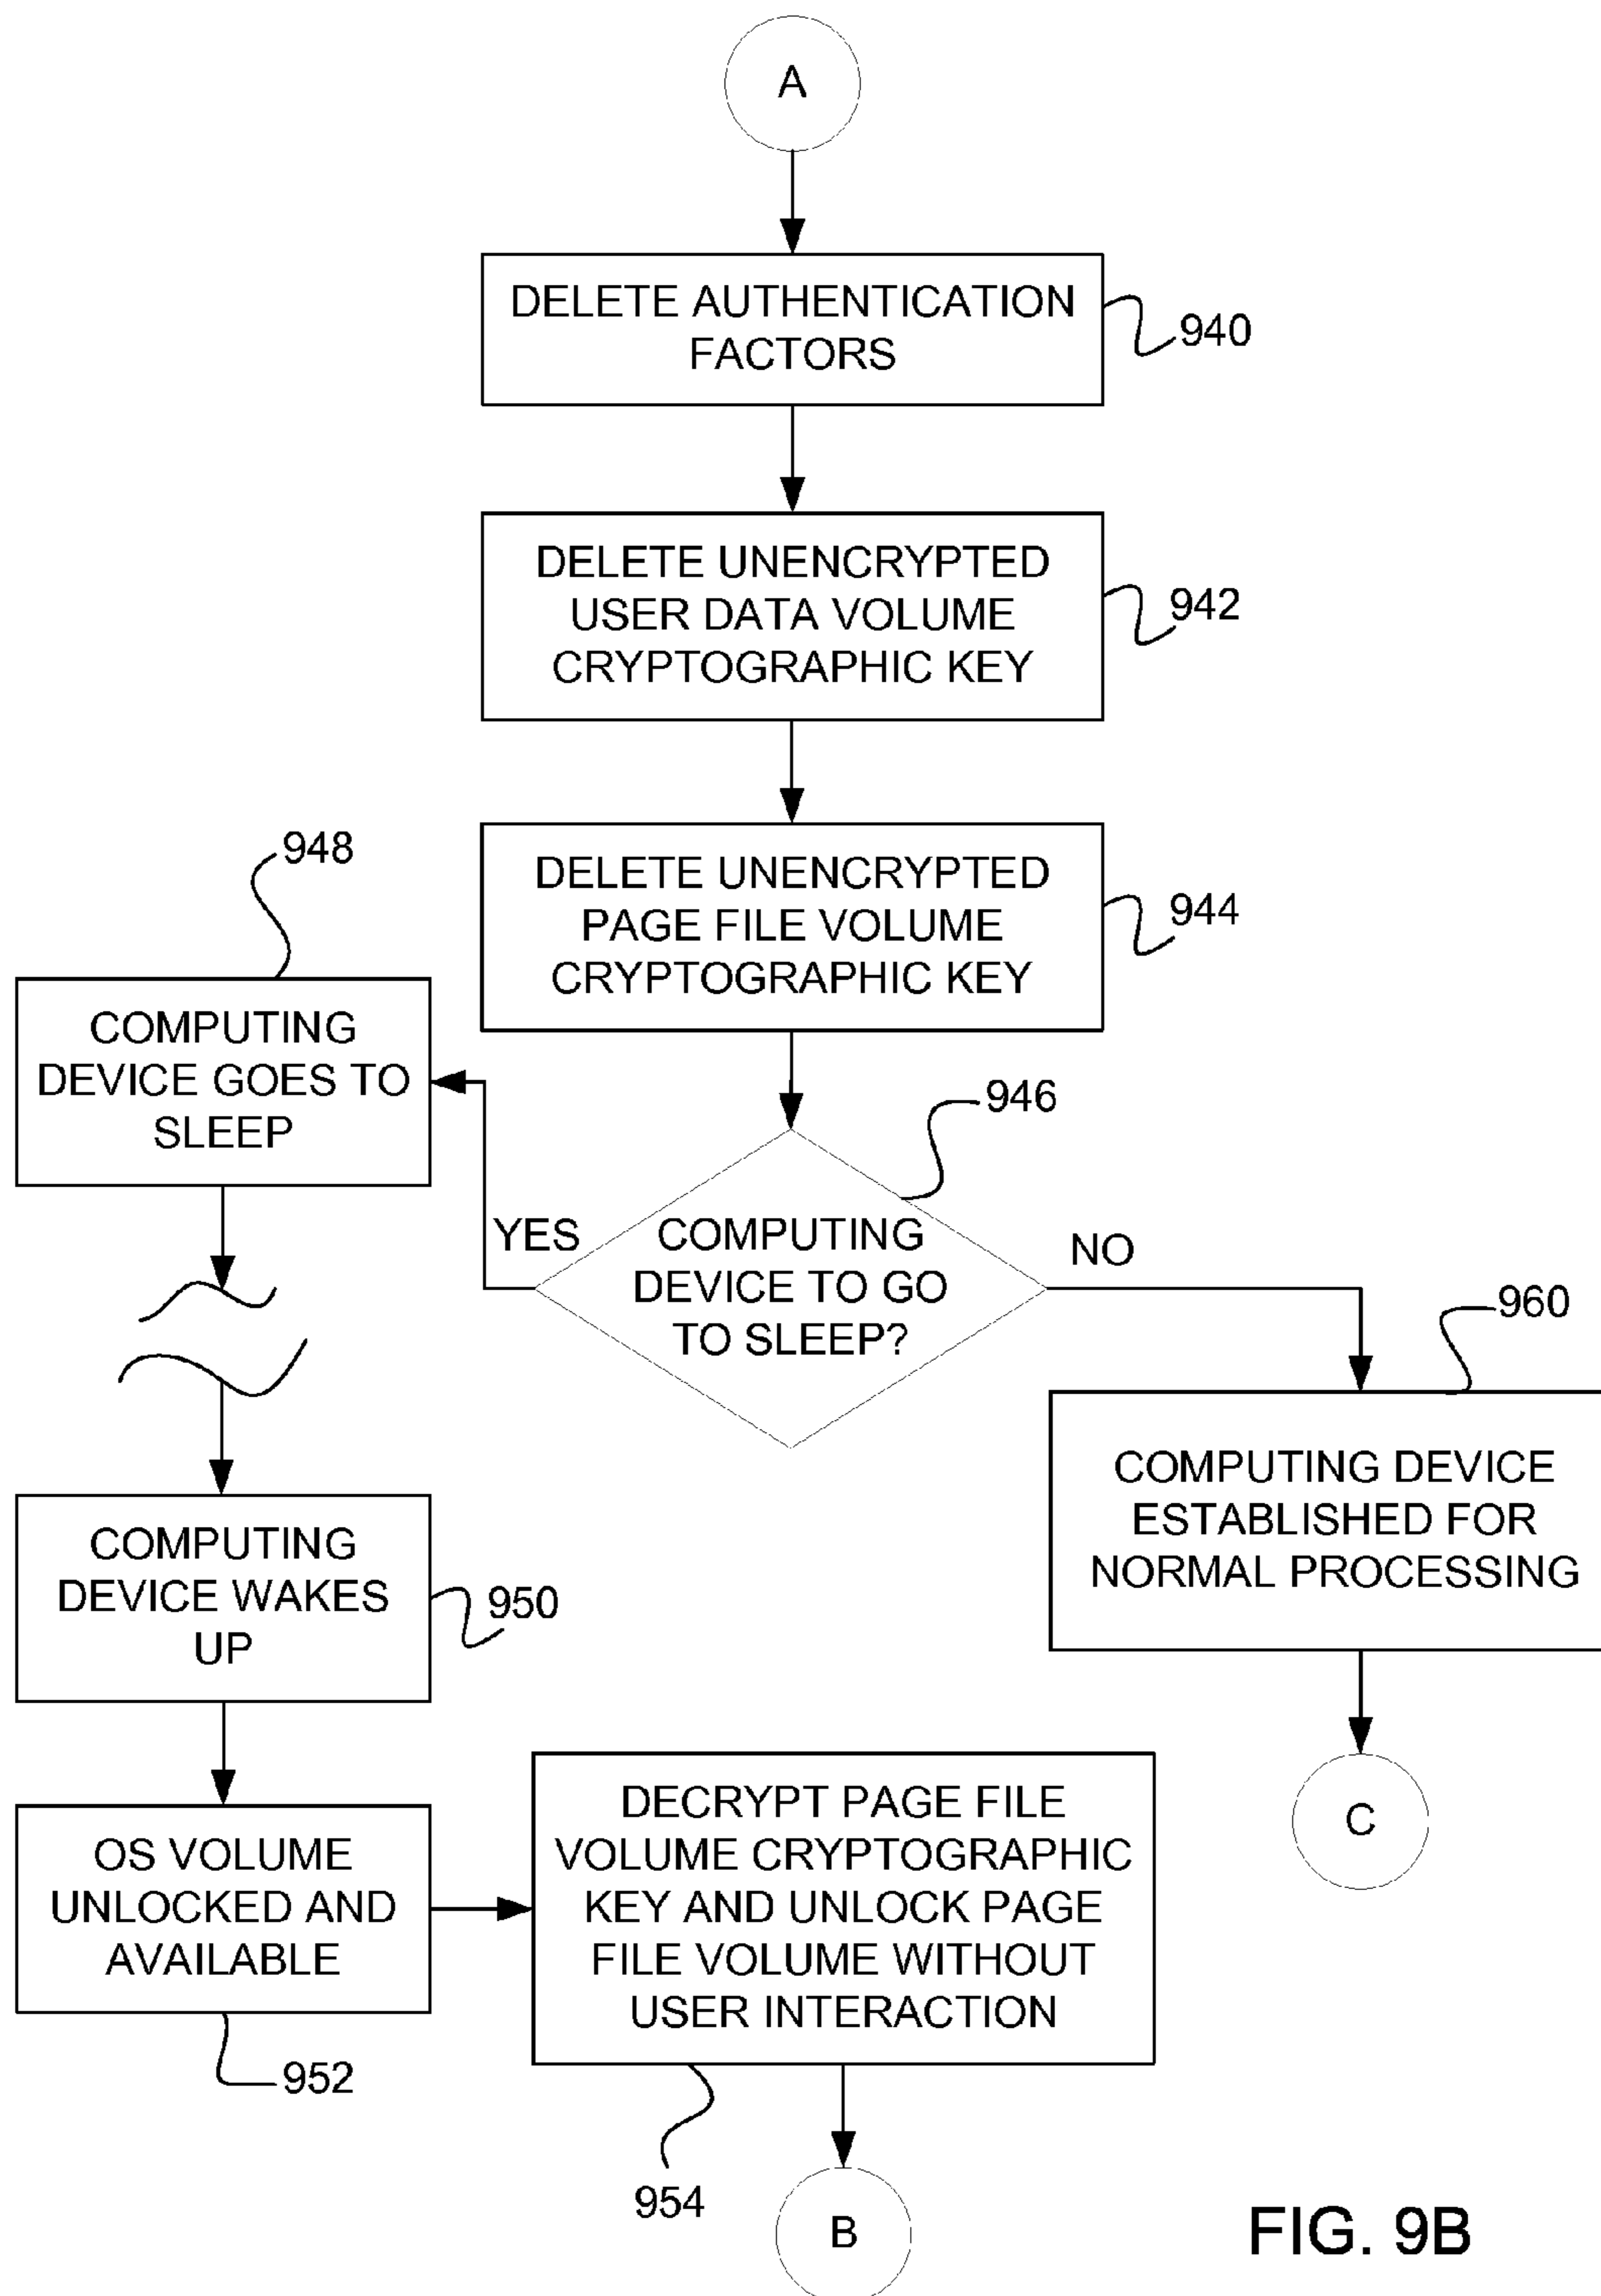 A
DELETE AUTHENTICATION
FACTORS
940
DELETE UNENCRYPTED
USER DATA VOLUME
CRYPTOGRAPHIC KEY
942
DELETE UNENCRYPTED
PAGE FILE VOLUME
CRYPTOGRAPHIC KEY
944
948
COMPUTING
DEVICE GOES TO
SLEEP
946
YES
COMPUTING
DEVICE TO GO
TO SLEEP?
NO
960
COMPUTING DEVICE
ESTABLISHED FOR
NORMAL PROCESSING
COMPUTING
DEVICE WAKES
UP
950
OS VOLUME
UNLOCKED AND
AVAILABLE
952
DECRYPT PAGE FILE
VOLUME CRYPTOGRAPHIC
KEY AND UNLOCK PAGE
FILE VOLUME WITHOUT
USER INTERACTION
954
C
B
FIG. 9B